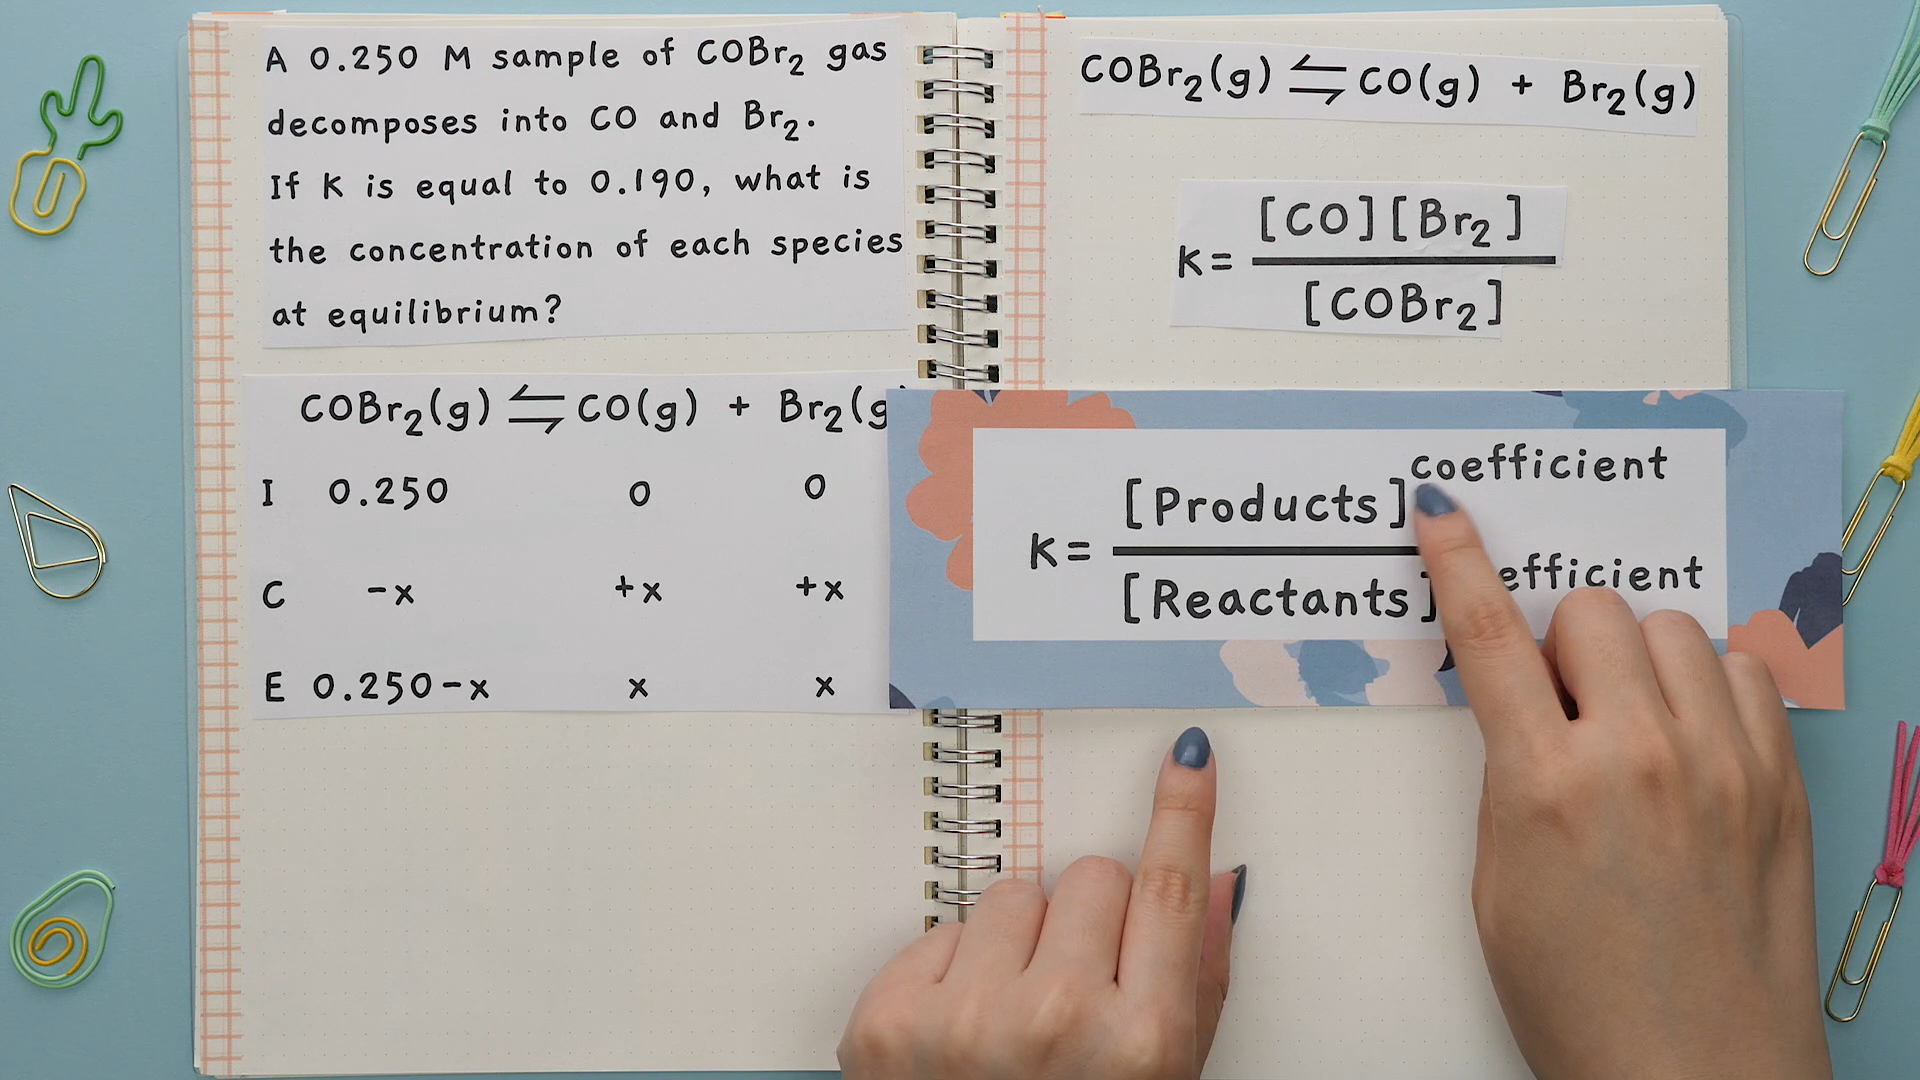 A 0.250 M sample of COBr₂ gas
decomposes into CO and Br₂.
If K is equal to 0.190, what is
the concentration of each species
at equilibrium?
COBr₂(g) ⇌ CO(g) + Br₂(g
I 0.250 0 0
C -x +x +x
E 0.250-x x x
COBr₂(g) ⇌ CO(g) + Br₂(g)
K= [CO][Br₂]
[COBr₂]
coefficient
[Products]
K=
[Reactants] efficient